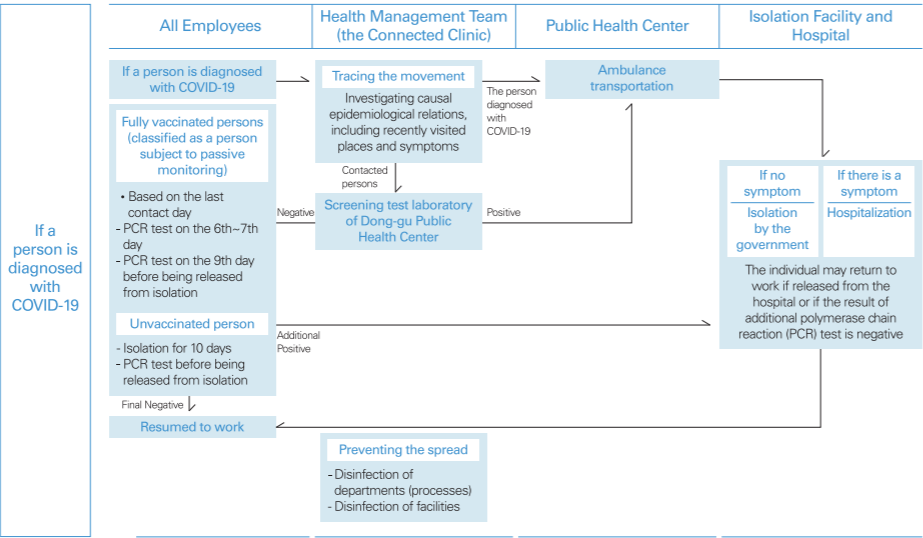 All Employees
Health Management Team
(the Connected Clinic)
Public Health Center
Isolation Facility and
Hospital
If a
person is
diagnosed
with
COVID-19
If a person is diagnosed
with COVID-19
Fully vaccinated persons
(classified as a person
subject to passive
monitoring)
• Based on the last
contact day
- PCR test on the 6th~7th
day
- PCR test on the 9th day
before being released
from isolation
Unvaccinated person
- Isolation for 10 days
- PCR test before being
released from isolation
Final Negative
Resumed to work
Tracing the movement
Investigating causal
epidemiological relations,
including recently visited
places and symptoms
The person
diagnosed
with
COVID-19
Contacted
persons
Negative
Screening test laboratory
of Dong-gu Public
Health Center
Positive
Additional
Positive
Preventing the spread
- Disinfection of
departments (processes)
- Disinfection of facilities
Ambulance
transportation
If no
symptom
Isolation
by the
government
If there is a
symptom
Hospitalization
The individual may return to
work if released from the
hospital or if the result of
additional polymerase chain
reaction (PCR) test is negative